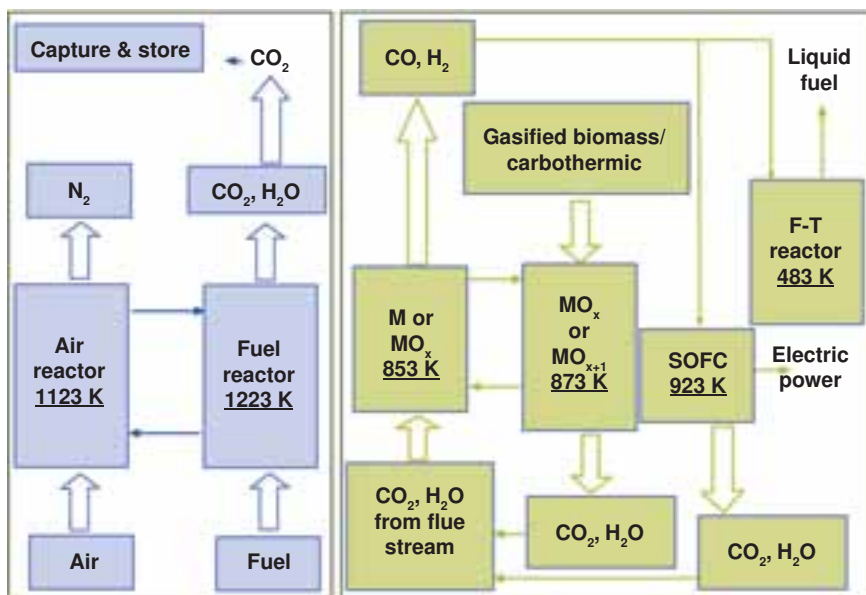 Capture & store
CO₂
N₂
CO₂, H₂O
Air
reactor
1123 K
Fuel
reactor
1223 K
Air
Fuel
CO, H₂
Liquid
fuel
Gasified biomass/
carbothermic
F-T
reactor
483 K
M or
MOₓ
853 K
MOₓ
or
MOₓ₊₁
873 K
SOFC
923 K
Electric
power
CO₂, H₂O
from flue
stream
CO₂, H₂O
CO₂, H₂O